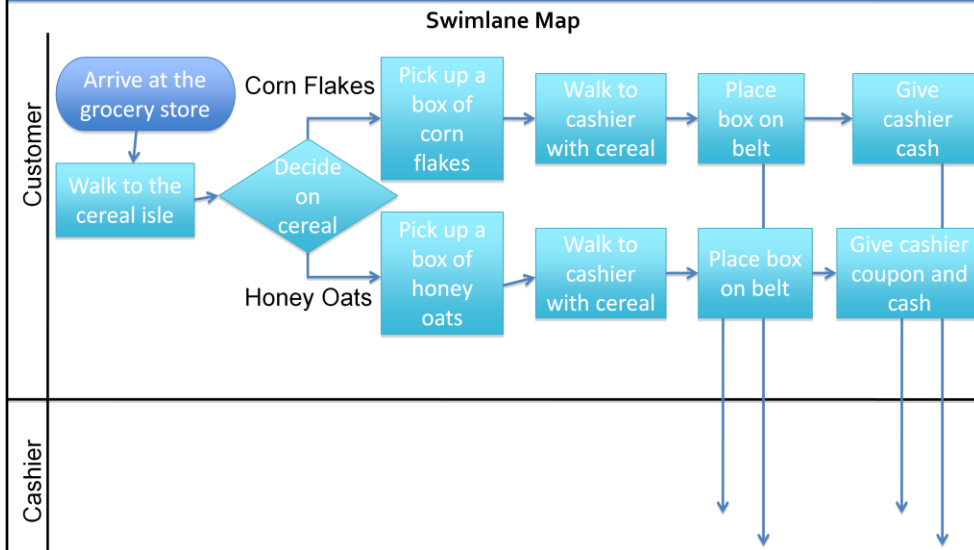 Swimlane Map
Customer
Arrive at the
grocery store
Walk to the
cereal isle
Decide
on
cereal
Corn Flakes
Pick up a
box of
corn
flakes
Walk to
cashier
with cereal
Place
box on
belt
Give
cashier
cash
Honey Oats
Pick up a
box of
honey
oats
Walk to
cashier
with cereal
Place box
on belt
Give cashier
coupon and
cash
Cashier